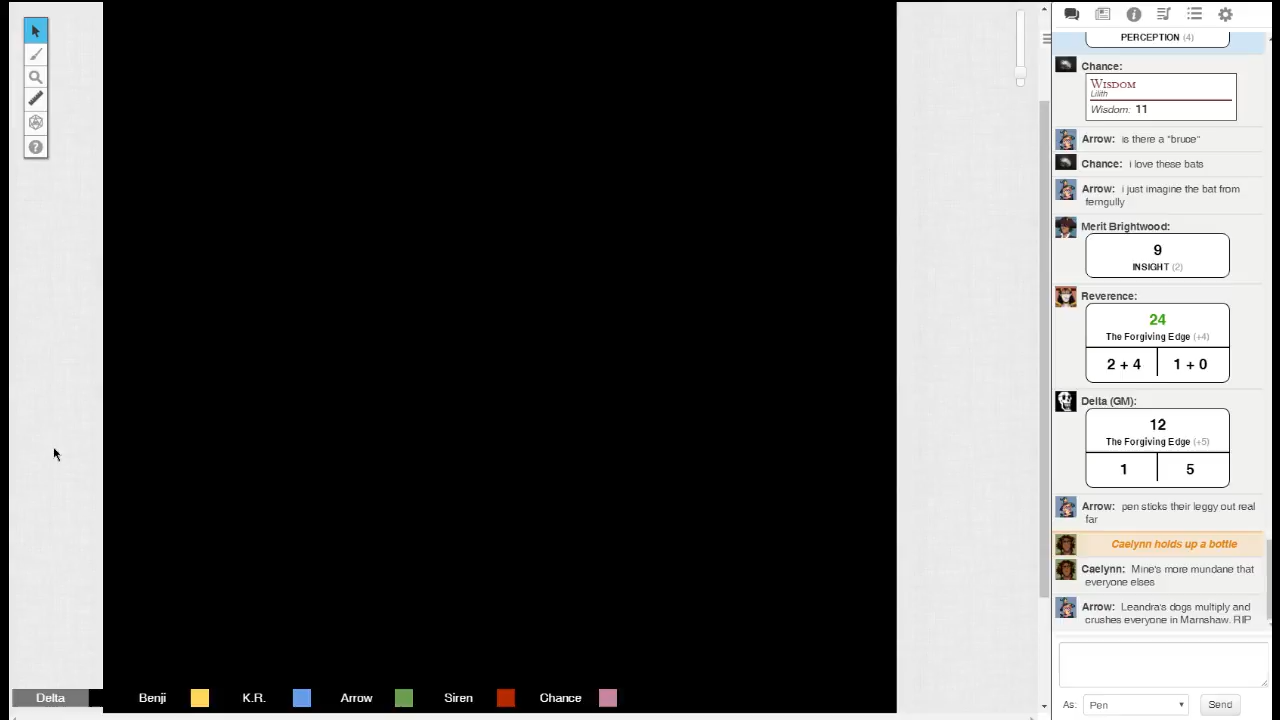 PERCEPTION (4)
Chance:
WISDOM
Lilith
Wisdom: 11
Arrow: is there a "bruce"
Chance: i love these bats
Arrow: i just imagine the bat from
ferngully
Merit Brightwood:
9
INSIGHT (2)
Reverence:
24
The Forgiving Edge (+4)
2 + 4 1 + 0
Delta (GM):
12
The Forgiving Edge (+5)
1 5
Arrow: pen sticks their leggy out real
far
Caelynn holds up a bottle
Caelynn: Mine's more mundane that
everyone elses
Arrow: Leandra's dogs multiply and
crushes everyone in Marnshaw. RIP
Delta Benji K.R. Arrow Siren Chance
As: Pen Send